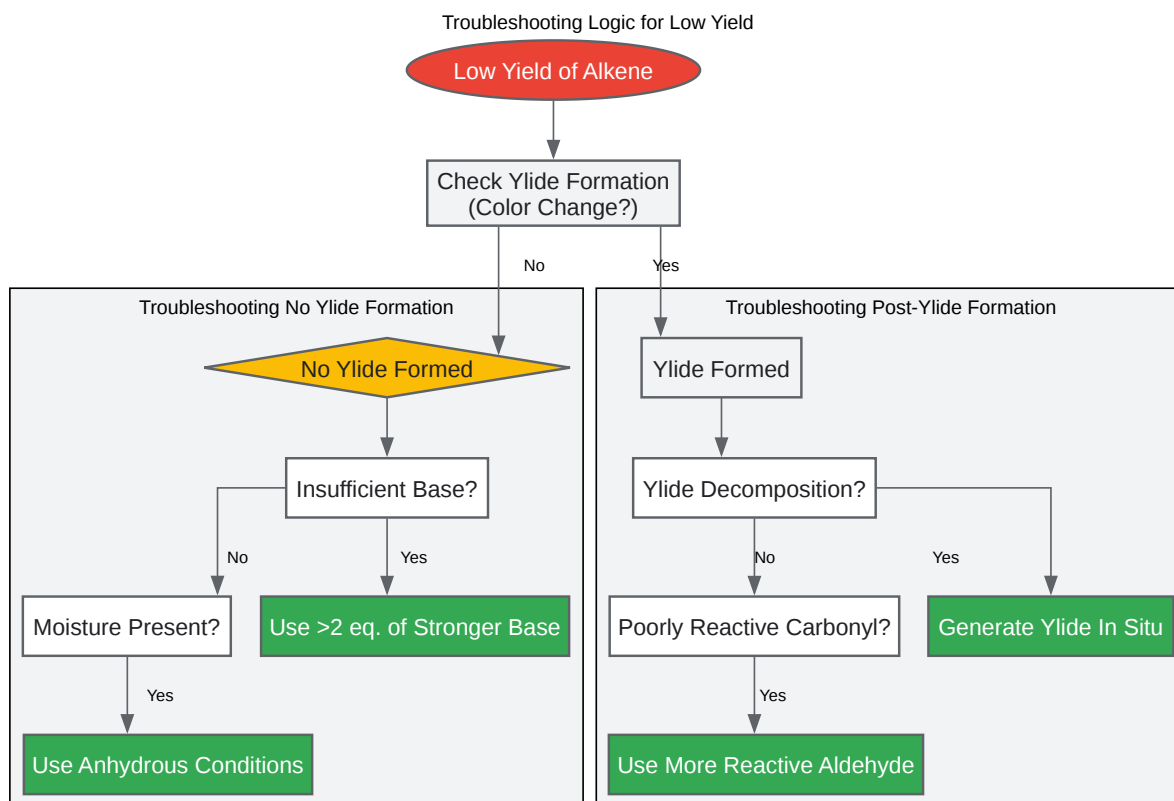 Troubleshooting Logic for Low Yield
Low Yield of Alkene
Check Ylide Formation
(Color Change?)
No
Yes
Troubleshooting No Ylide Formation
No Ylide Formed
Insufficient Base?
No
Yes
Moisture Present?
Use >2 eq. of Stronger Base
Yes
Use Anhydrous Conditions
Troubleshooting Post-Ylide Formation
Ylide Formed
Ylide Decomposition?
No
Yes
Poorly Reactive Carbonyl?
Generate Ylide In Situ
Yes
Use More Reactive Aldehyde